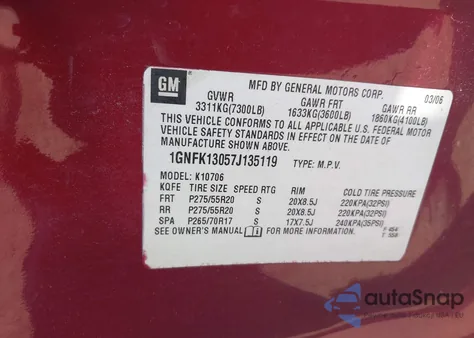 GM
MFD BY GENERAL MOTORS CORP. 03/06
GVWR GAWR FRT GAWR RR
3311KG(7300LB) 1633KG(3600LB) 1860KG(4100LB)
THIS VEHICLE CONFORMS TO ALL APPLICABLE U.S. FEDERAL MOTOR
VEHICLE SAFETY STANDARDS IN EFFECT ON THE DATE OF
MANUFACTURE SHOWN ABOVE.
1GNFK13057J135119 TYPE: M.P.V.
MODEL: K10706
KOFE TIRE SIZE SPEED RTG RIM COLD TIRE PRESSURE
FRT P275/55R20 S 20X8.5J 220KPA(32PSI)
RR P275/55R20 S 20X8.5J 220KPA(32PSI)
SPA P265/70R17 S 17X7.5J 240KPA(35PSI)
SEE OWNER'S MANUAL FOR MORE INFORMATION.
autoSnap